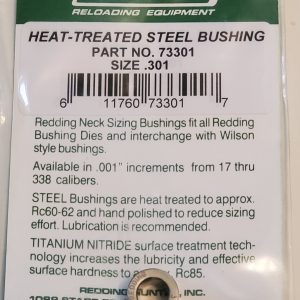 RELOADING EQUIPMENT
HEAT-TREATED STEEL BUSHING
PART NO. 73301
SIZE .301
6 11760 73301 7
Redding Neck Sizing Bushings fit all Redding
Bushing Dies and interchange with Wilson
style bushings.
Available in .001" increments from 17 thru
338 calibers.
STEEL Bushings are heat treated to approx.
Rc60-62 and hand polished to reduce sizing
effort. Lubrication is recommended.
TITANIUM NITRIDE surface treatment tech-
nology increases the lubricity and effective
surface hardness to Rc85.
REDDING INC.